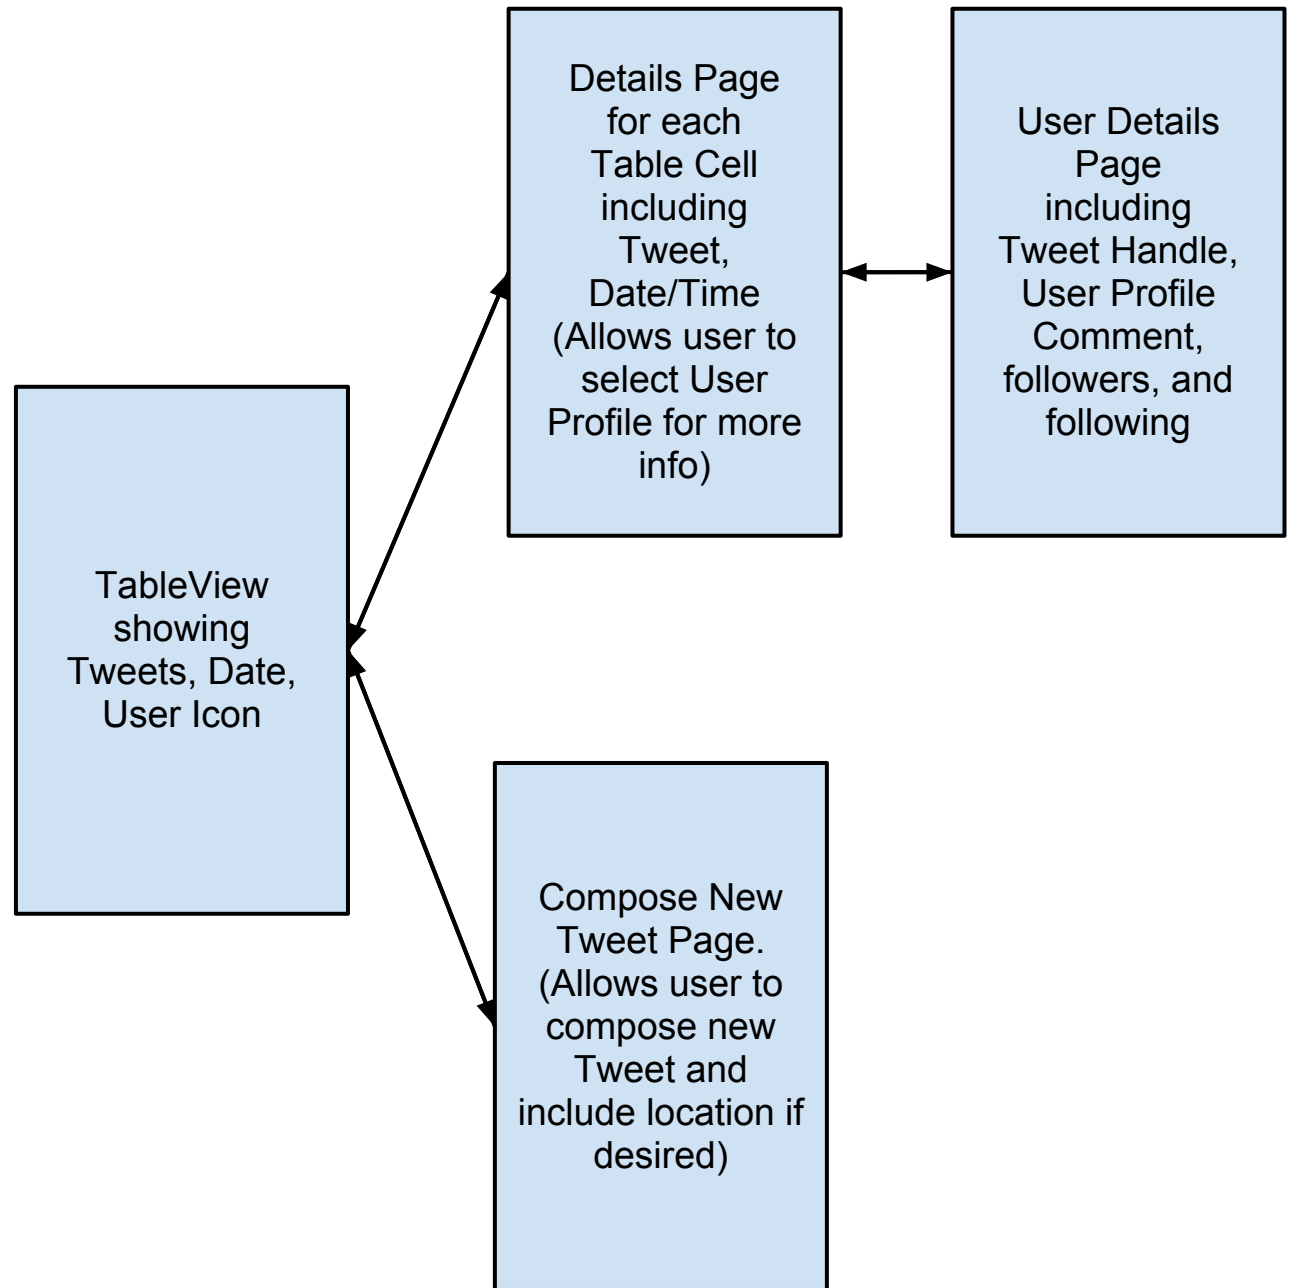 Details Page
for each
Table Cell
including
Tweet,
Date/Time
(Allows user to
select User
Profile for more
info)
User Details
Page
including
Tweet Handle,
User Profile
Comment,
followers, and
following
TableView
showing
Tweets, Date,
User Icon
Compose New
Tweet Page.
(Allows user to
compose new
Tweet and
include location if
desired)